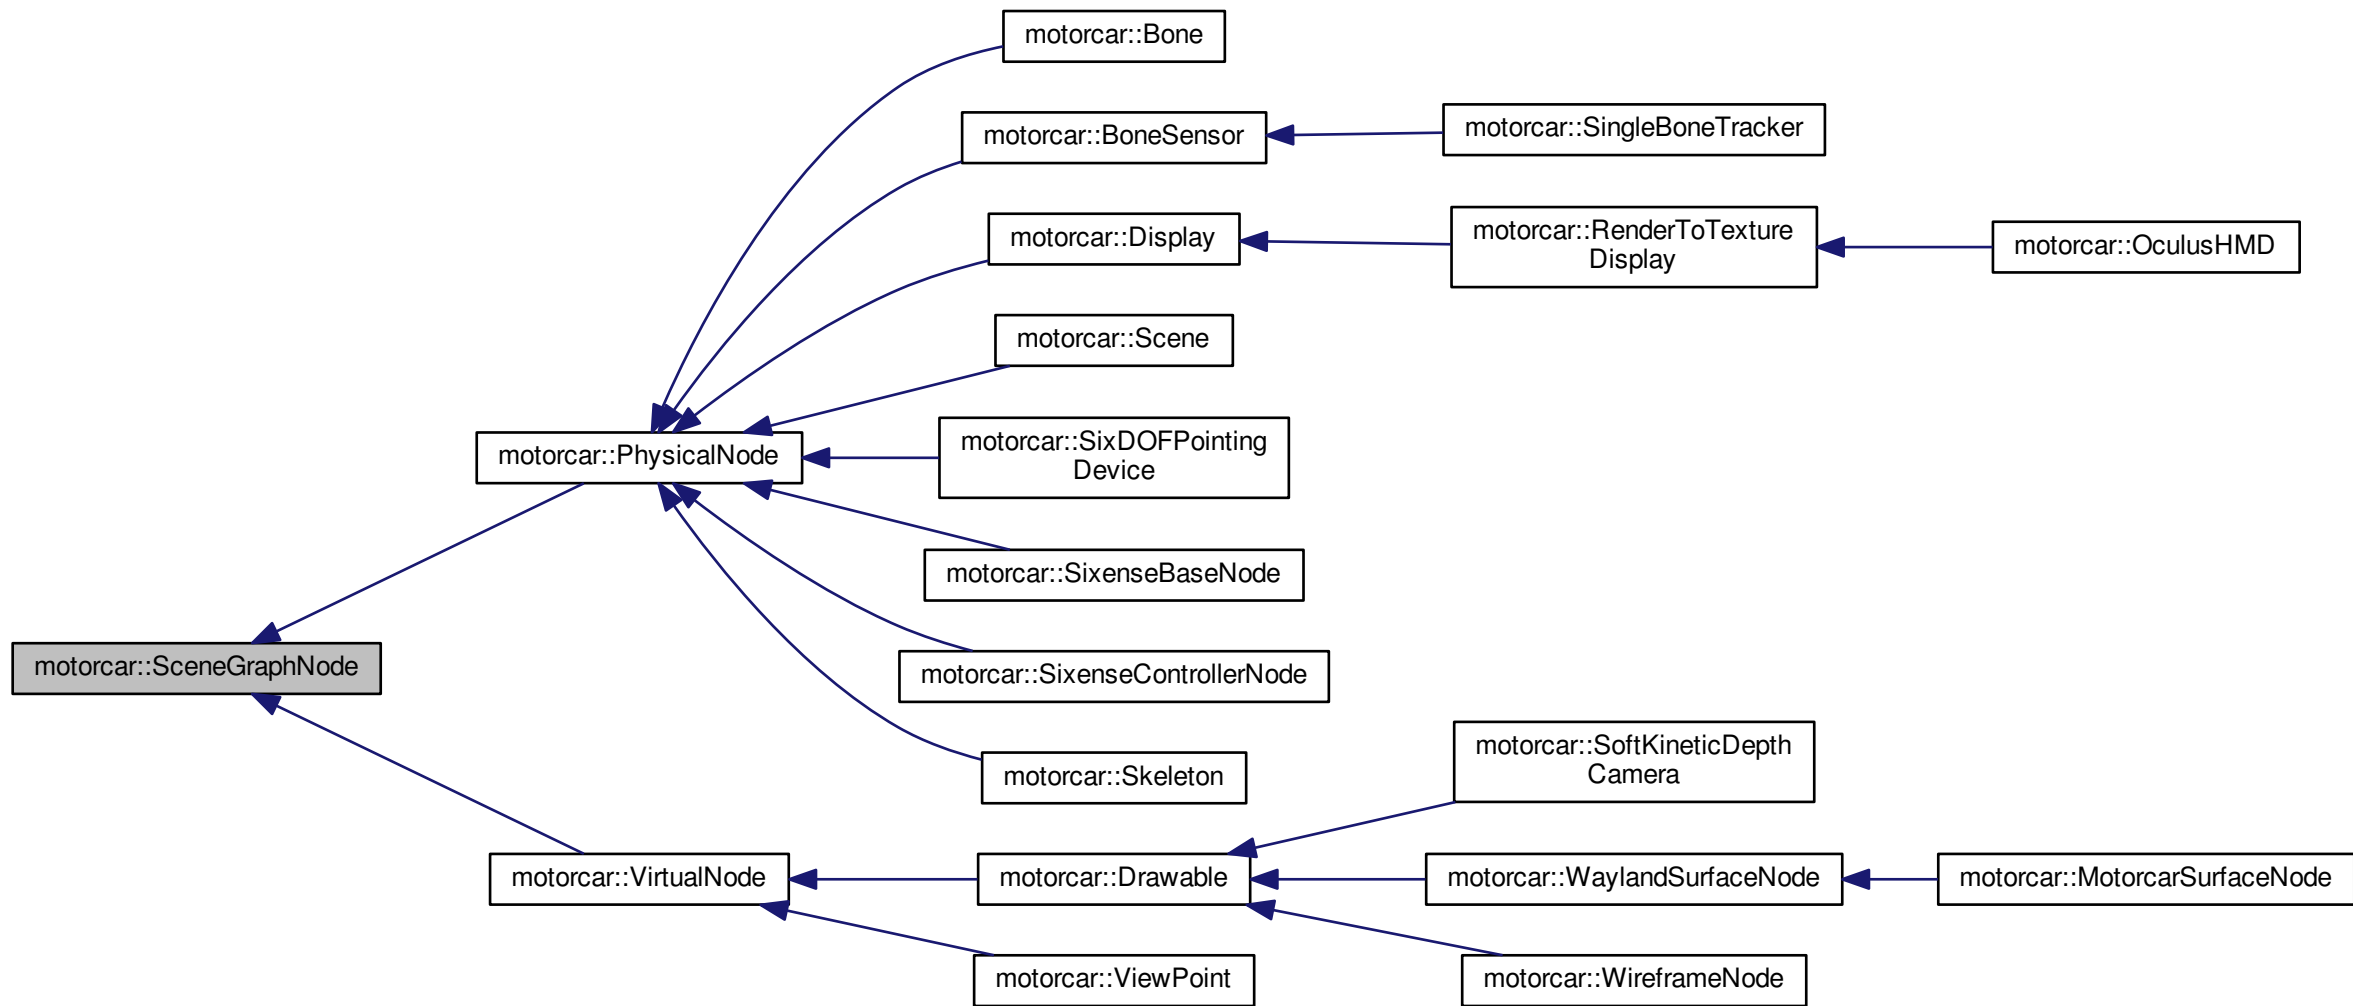 motorcar::Bone
motorcar::BoneSensor
motorcar::SingleBoneTracker
motorcar::Display
motorcar::RenderToTexture
Display
motorcar::OculusHMD
motorcar::Scene
motorcar::PhysicalNode
motorcar::SixDOFPointing
Device
motorcar::SixenseBaseNode
motorcar::SceneGraphNode
motorcar::SixenseControllerNode
motorcar::Skeleton
motorcar::SoftKineticDepth
Camera
motorcar::VirtualNode
motorcar::Drawable
motorcar::WaylandSurfaceNode
motorcar::MotorcarSurfaceNode
motorcar::ViewPoint
motorcar::WireframeNode